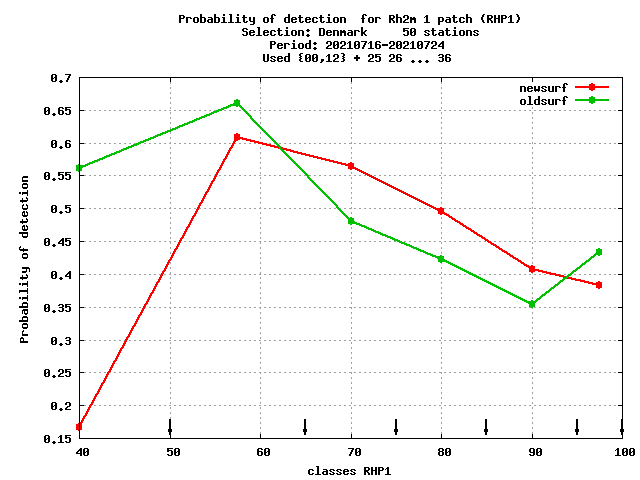 Probability of detection  for Rh2m 1 patch (RHP1)
Selection: Denmark     50 stations
Period: 20210716-20210724
Used {00,12} + 25 26 ... 36
newsurf
oldsurf
0.7
0.65
0.6
0.55
0.5
0.45
0.4
0.35
0.3
0.25
0.2
0.15
Probability of detection
40 50 60 70 80 90 100
classes RHP1